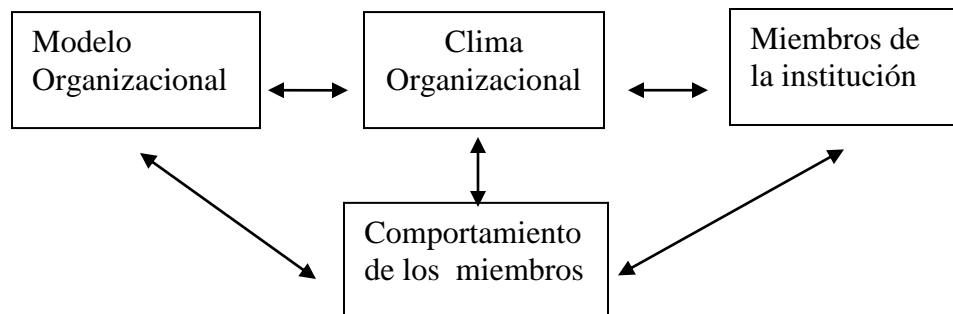 Modelo
Organizacional
Clima
Organizacional
Miembros de
la institución
Comportamiento
de los  miembros